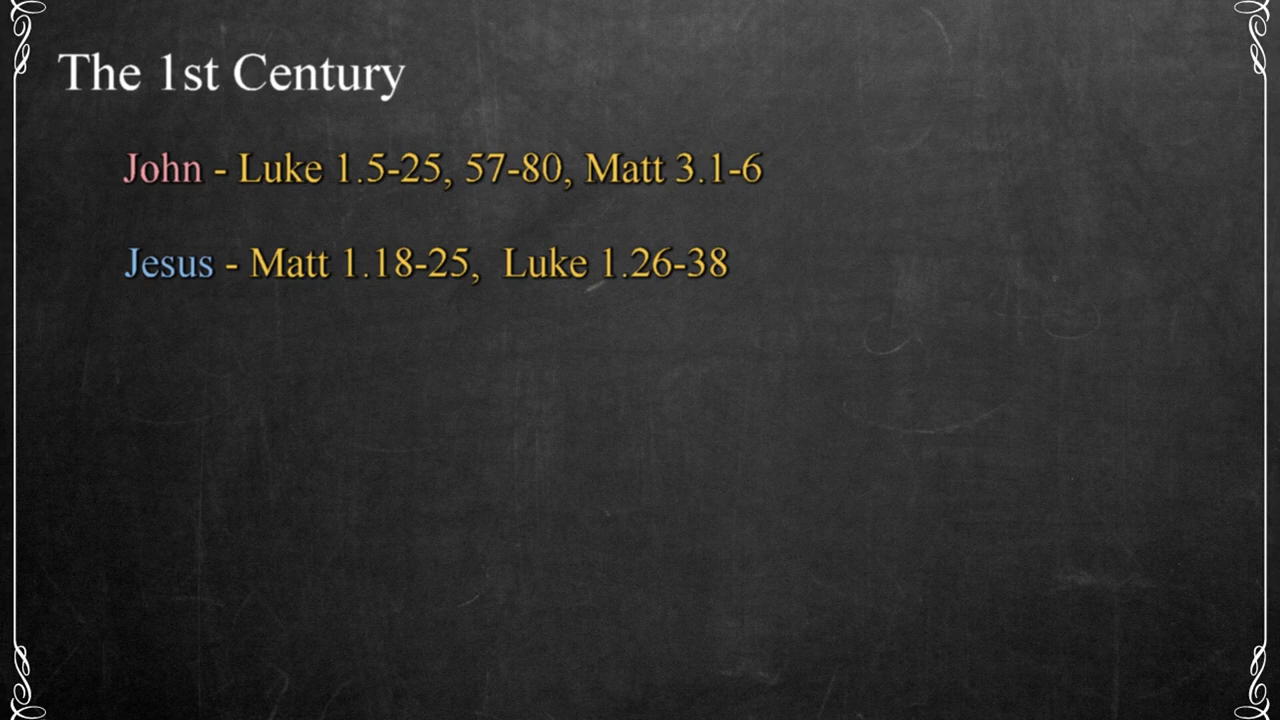 The 1st Century
John - Luke 1.5-25, 57-80, Matt 3.1-6
Jesus - Matt 1.18-25,  Luke 1.26-38